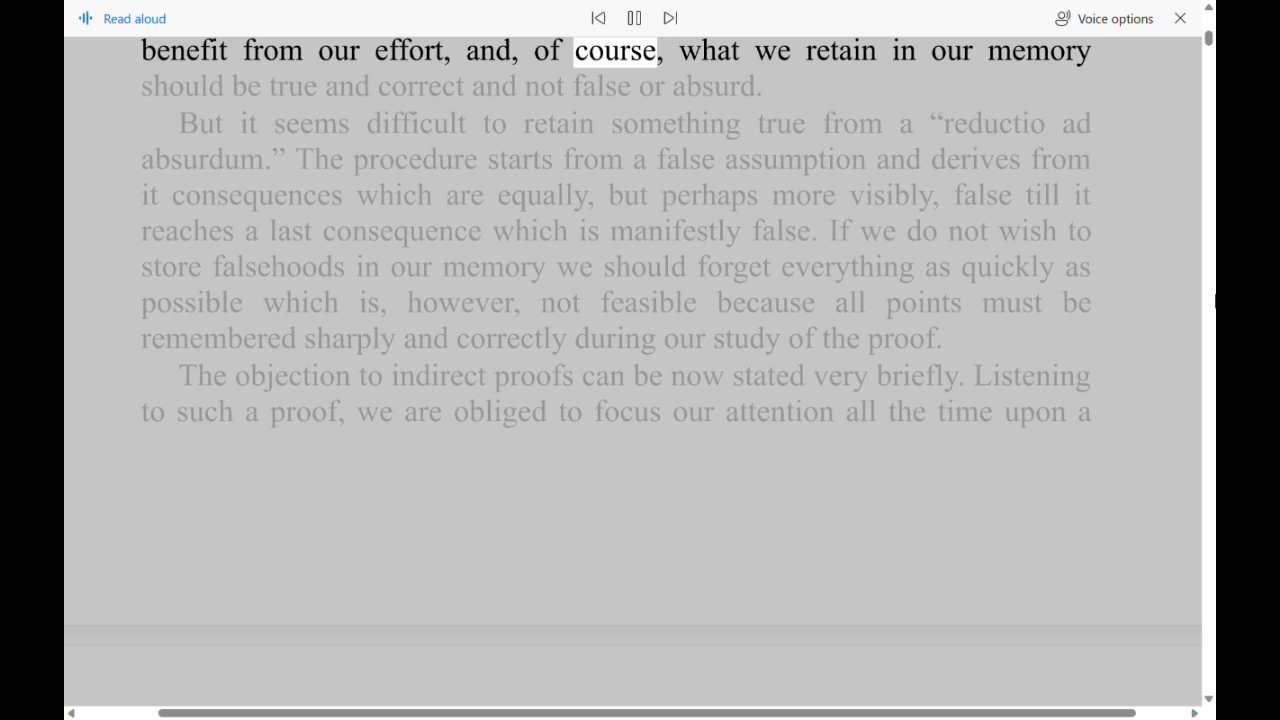 Read aloud
Voice options
benefit from our effort, and, of course, what we retain in our memory
should be true and correct and not false or absurd.
But it seems difficult to retain something true from a “reductio ad
absurdum.” The procedure starts from a false assumption and derives from
it consequences which are equally, but perhaps more visibly, false till it
reaches a last consequence which is manifestly false. If we do not wish to
store falsehoods in our memory we should forget everything as quickly as
possible which is, however, not feasible because all points must be
remembered sharply and correctly during our study of the proof.
The objection to indirect proofs can be now stated very briefly. Listening
to such a proof, we are obliged to focus our attention all the time upon a